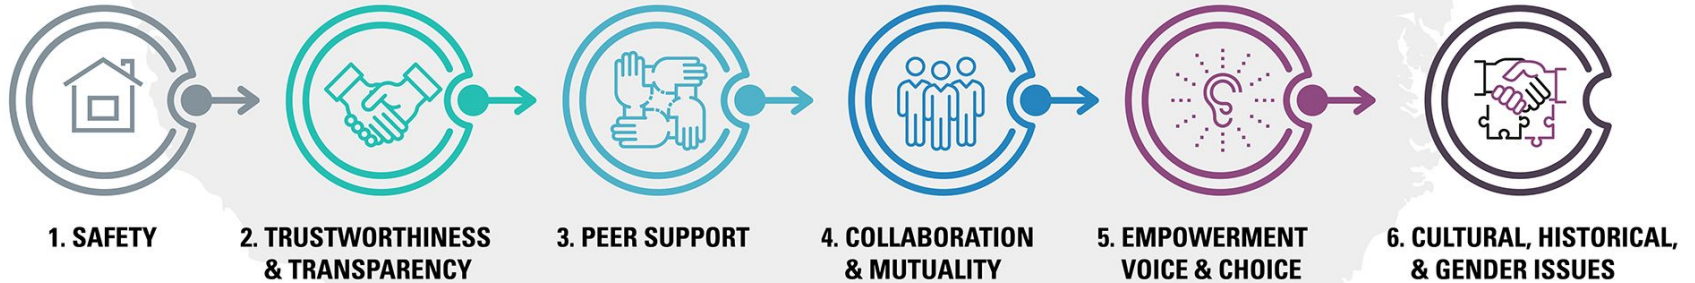 1. SAFETY
2. TRUSTWORTHINESS
& TRANSPARENCY
3. PEER SUPPORT
4. COLLABORATION
& MUTUALITY
5. EMPOWERMENT
VOICE & CHOICE
6. CULTURAL, HISTORICAL,
& GENDER ISSUES